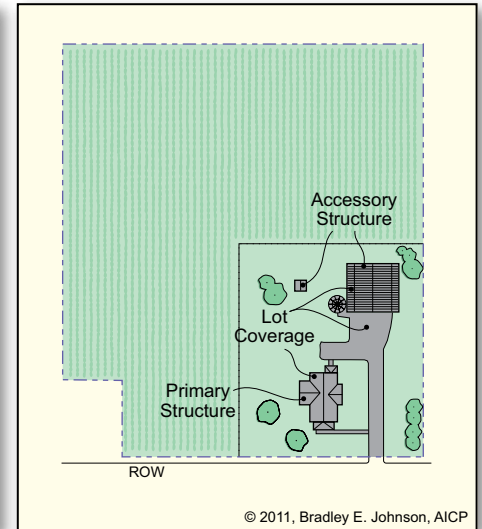 Accessory
Structure
Lot
Coverage
Primary
Structure
ROW
© 2011, Bradley E. Johnson, AICP